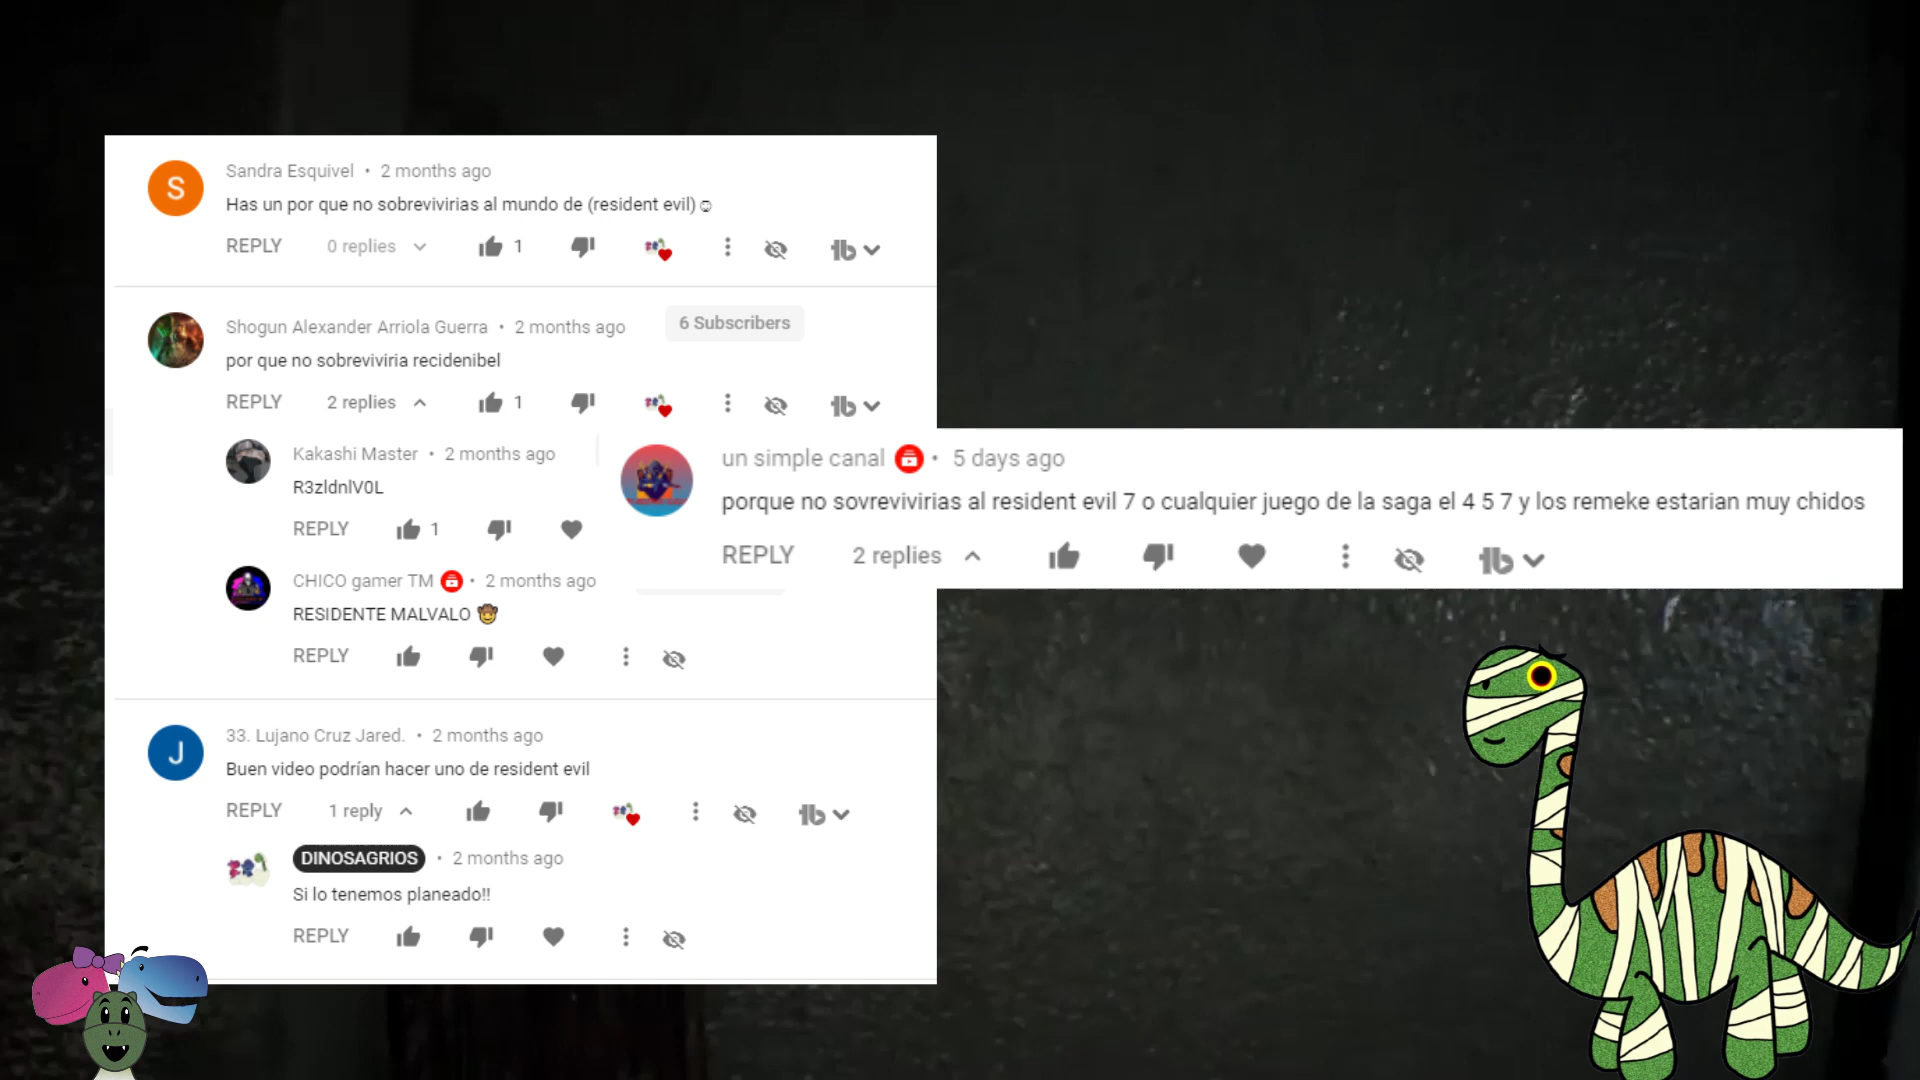 S
Sandra Esquivel • 2 months ago
Has un por que no sobrevivirias al mundo de (resident evil)☺
REPLY 0 replies 1
Shogun Alexander Arriola Guerra • 2 months ago 6 Subscribers
por que no sobreviviria recidenibel
REPLY 2 replies 1
Kakashi Master • 2 months ago
R3zldnlV0L
REPLY 1
CHICO gamer TM • 2 months ago
RESIDENTE MALVALO 🤠
REPLY
un simple canal • 5 days ago
porque no sovrevivirias al resident evil 7 o cualquier juego de la saga el 4 5 7 y los remeke estarian muy chidos
REPLY 2 replies
J
33. Lujano Cruz Jared. • 2 months ago
Buen video podrían hacer uno de resident evil
REPLY 1 reply
DINOSAGRIOS • 2 months ago
Si lo tenemos planeado!!
REPLY